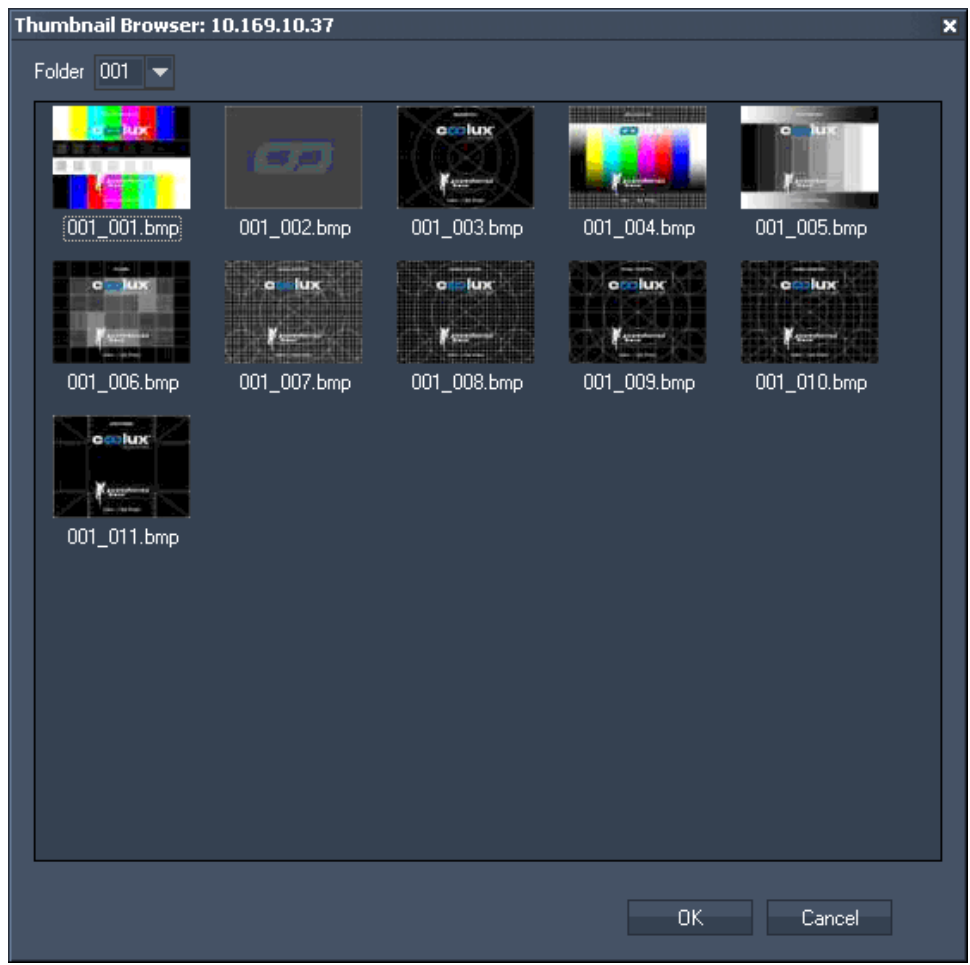 Thumbnail Browser: 10.169.10.37
Folder 001
coolux
coolux
coolux
coolux
001_001.bmp 001_002.bmp 001_003.bmp 001_004.bmp 001_005.bmp
coolux coolux coolux coolux coolux
001_006.bmp 001_007.bmp 001_008.bmp 001_009.bmp 001_010.bmp
coolux
001_011.bmp
OK Cancel